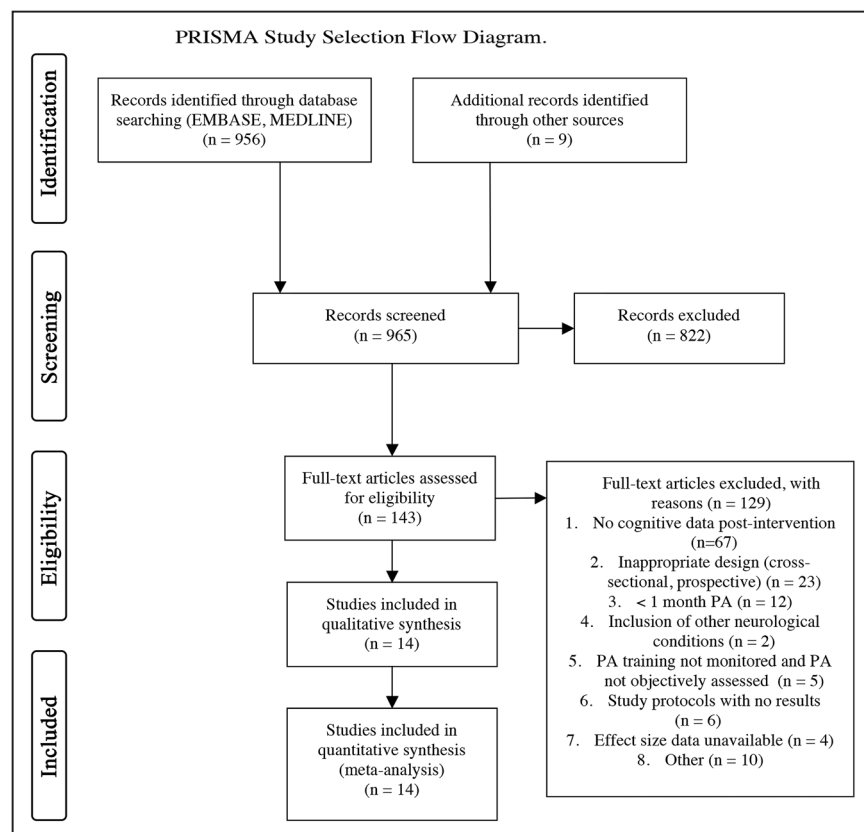 PRISMA Study Selection Flow Diagram.
Identification
Records identified through database
searching (EMBASE, MEDLINE)
(n = 956)
Additional records identified
through other sources
(n = 9)
Screening
Records screened
(n = 965)
Records excluded
(n = 822)
Eligibility
Full-text articles assessed
for eligibility
(n = 143)
Full-text articles excluded, with
reasons (n = 129)
1. No cognitive data post-intervention
(n=67)
2. Inappropriate design (cross-
sectional, prospective) (n = 23)
3. < 1 month PA (n = 12)
4. Inclusion of other neurological
conditions (n = 2)
5. PA training not monitored and PA
not objectively assessed (n = 5)
6. Study protocols with no results
(n = 6)
7. Effect size data unavailable (n = 4)
8. Other (n = 10)
Studies included in
qualitative synthesis
(n = 14)
Included
Studies included in
quantitative synthesis
(meta-analysis)
(n = 14)